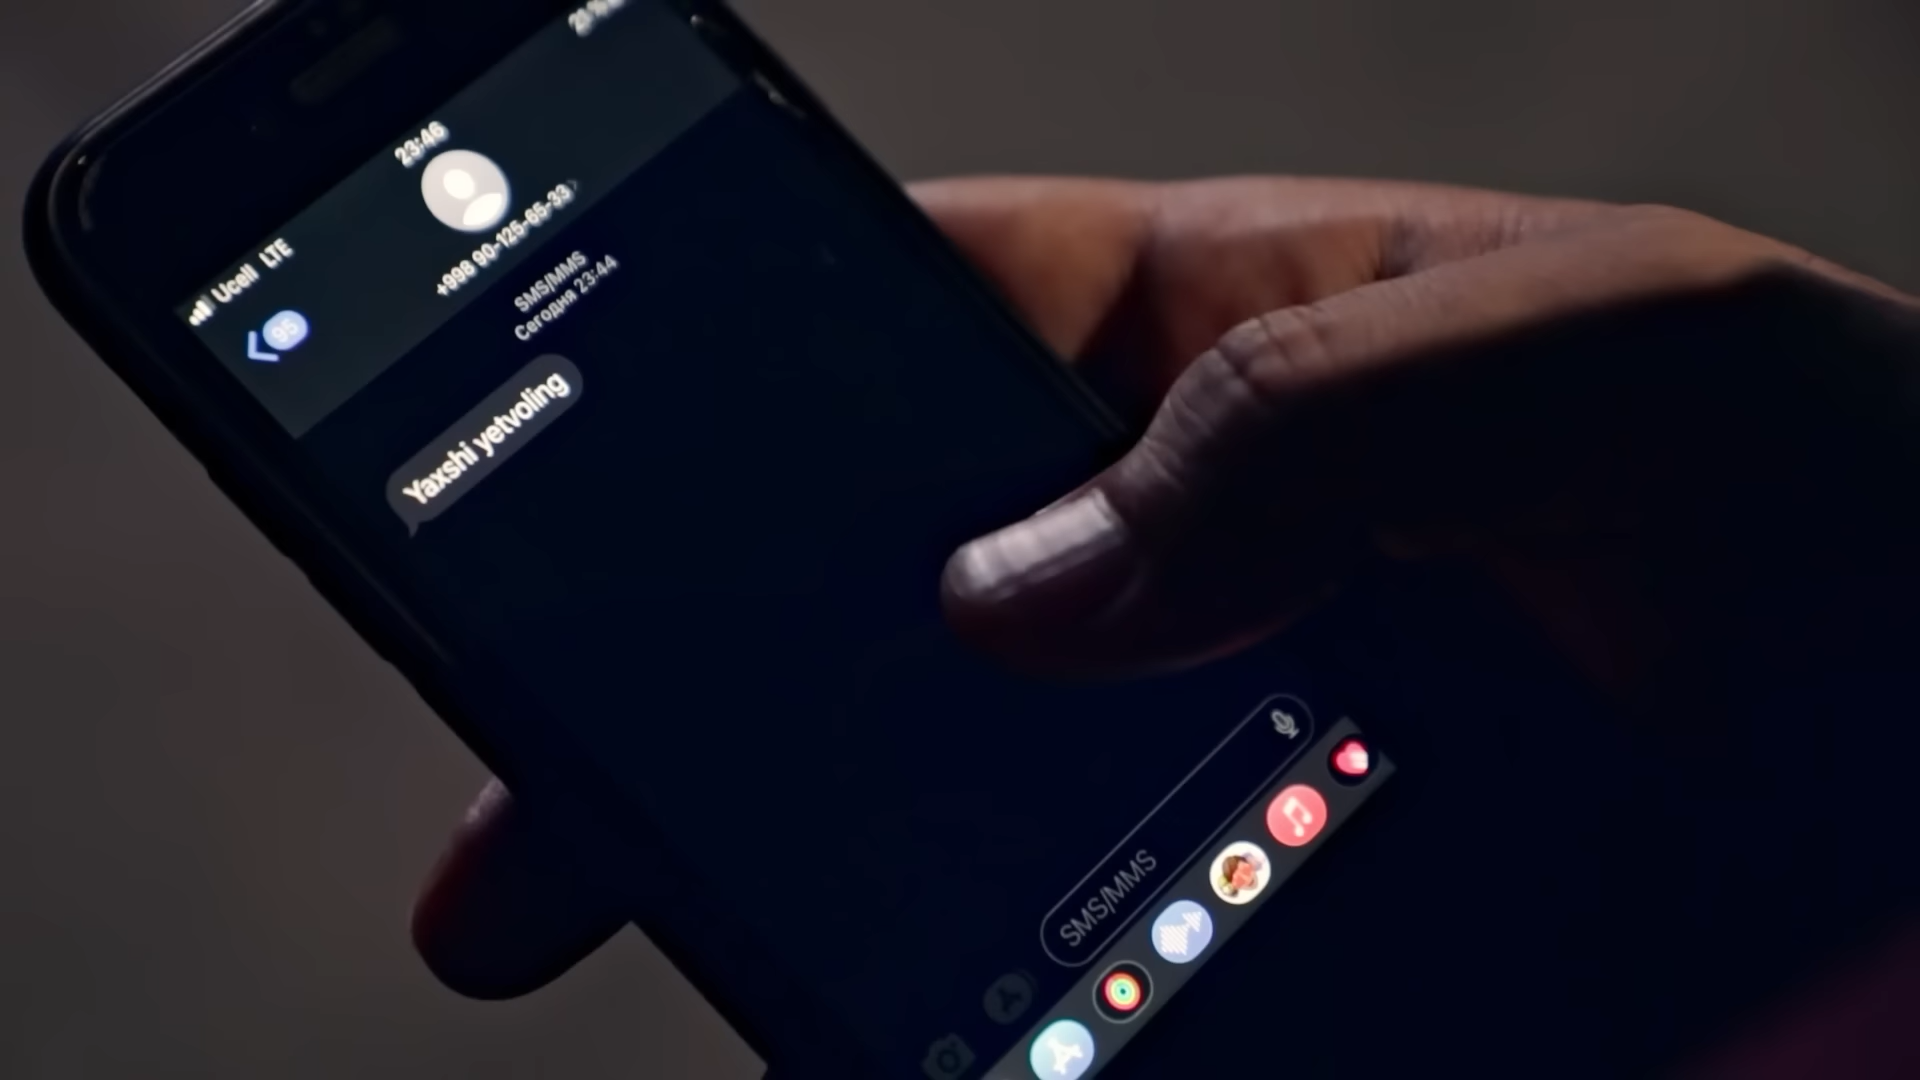 23:46
Ucell LTE
95
+998 90-125-65-33
SMS/MMS
Сегодня 23:44
Yaxshi yetvoling
SMS/MMS